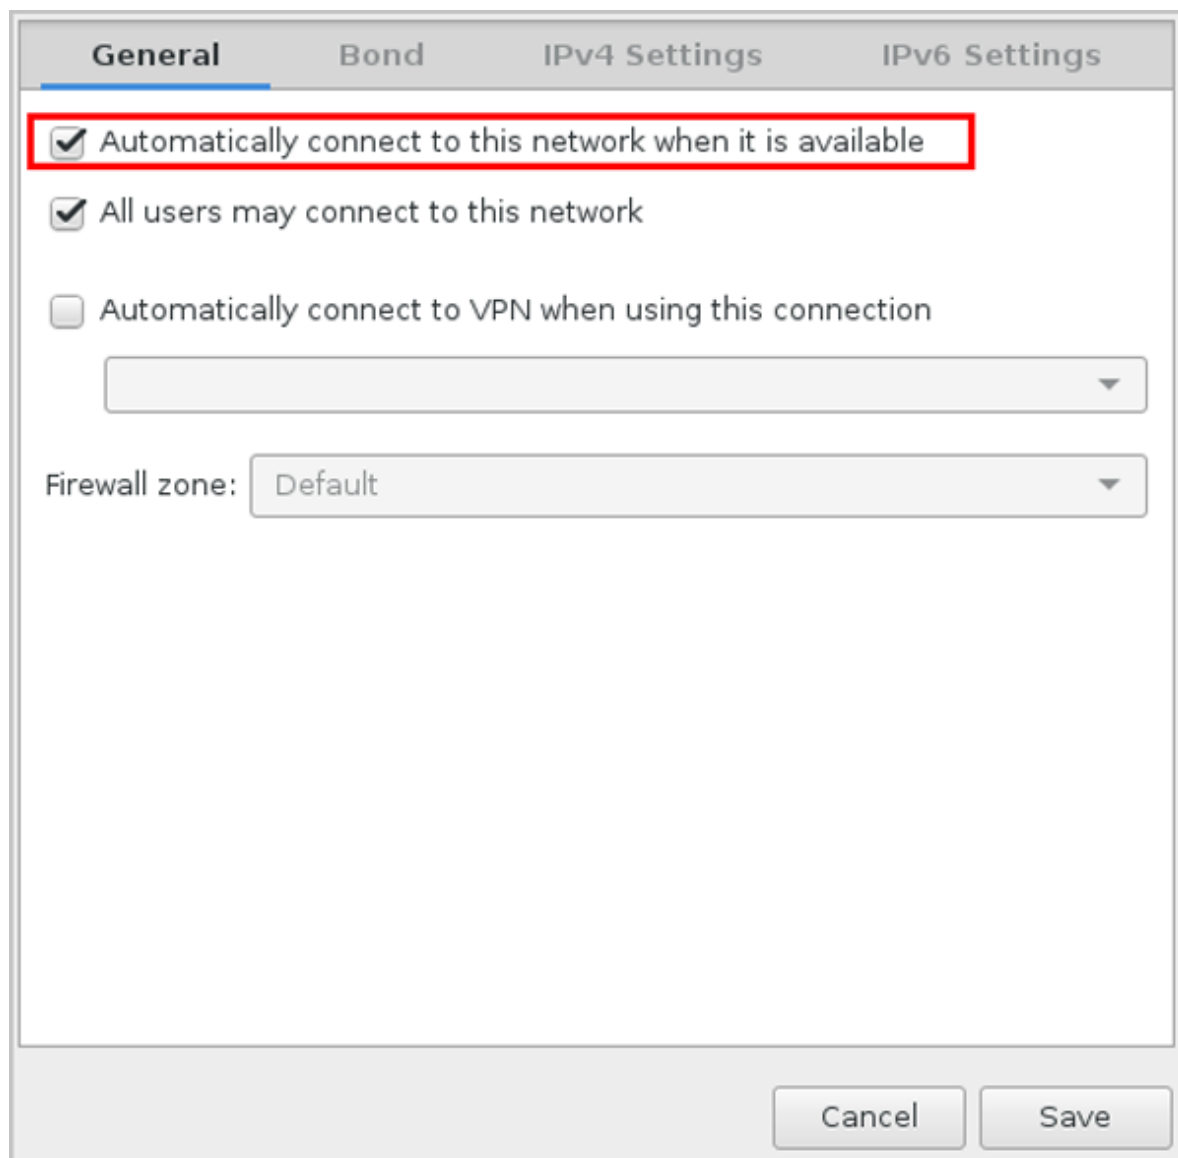 General Bond IPv4 Settings IPv6 Settings
Automatically connect to this network when it is available
All users may connect to this network
Automatically connect to VPN when using this connection
Firewall zone: Default
Cancel Save